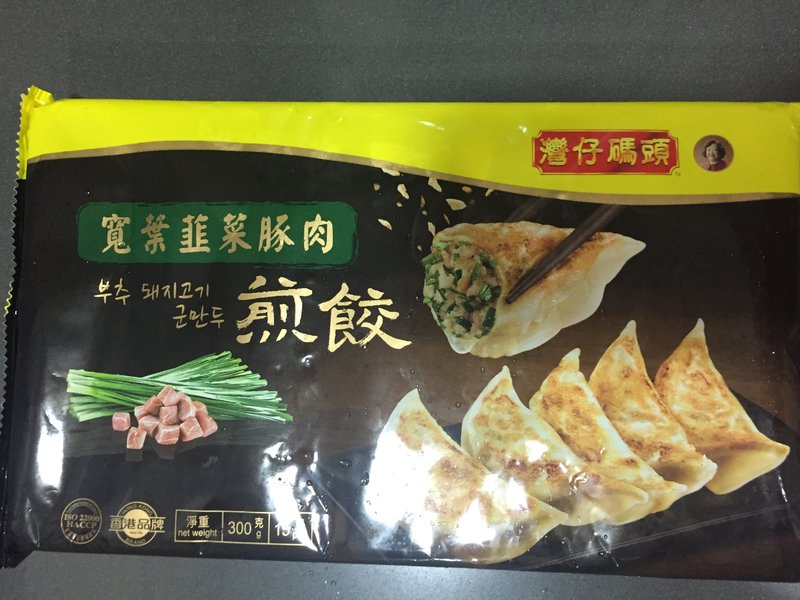 灣仔碼頭
寬葉韮菜豚肉
부추 돼지고기
군만두
煎餃
ISO 22000
HACCP
香港品牌
BRAND
淨重
net weight
300克
g